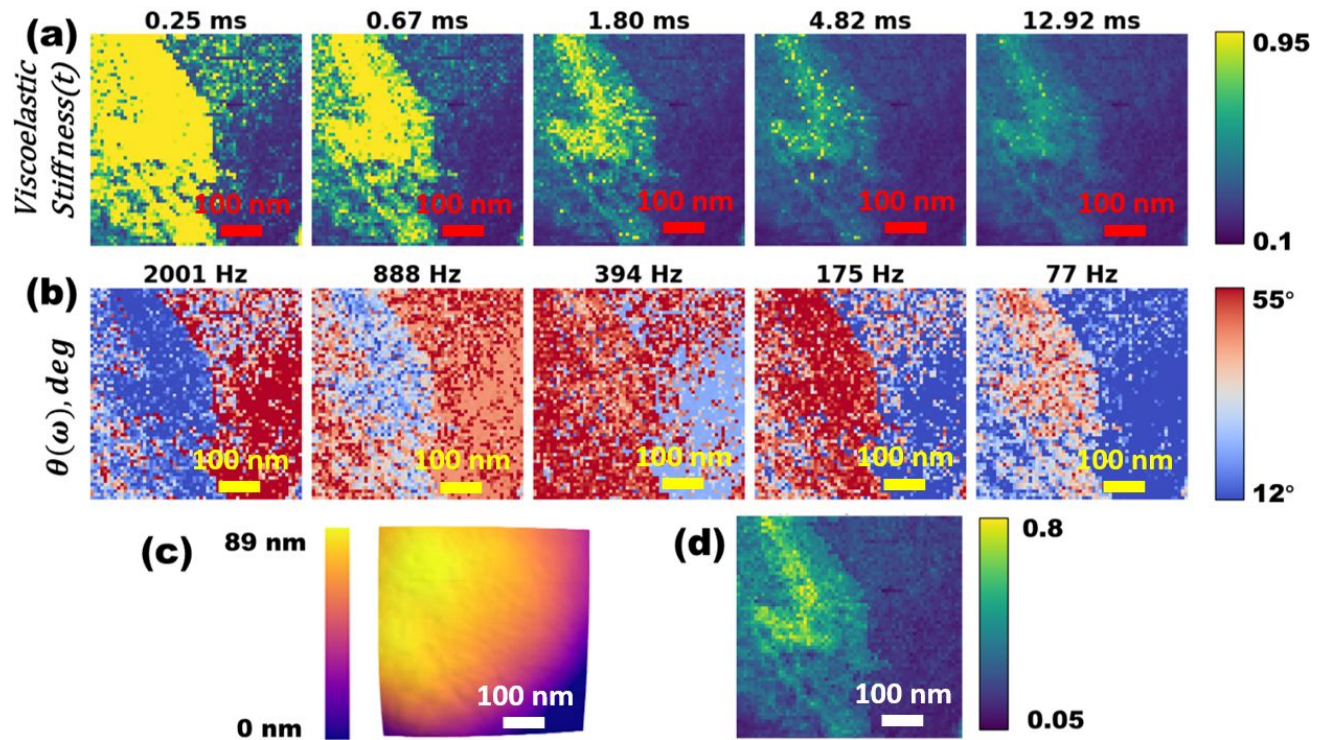 (a)
0.25 ms
0.67 ms
1.80 ms
4.82 ms
12.92 ms
Viscoelastic
Stiffness(t)
0.95
0.1
100 nm
100 nm
100 nm
100 nm
100 nm
(b)
2001 Hz
888 Hz
394 Hz
175 Hz
77 Hz
θ(ω), deg
55°
12°
100 nm
100 nm
100 nm
100 nm
100 nm
(c)
89 nm
0 nm
100 nm
(d)
0.8
0.05
100 nm